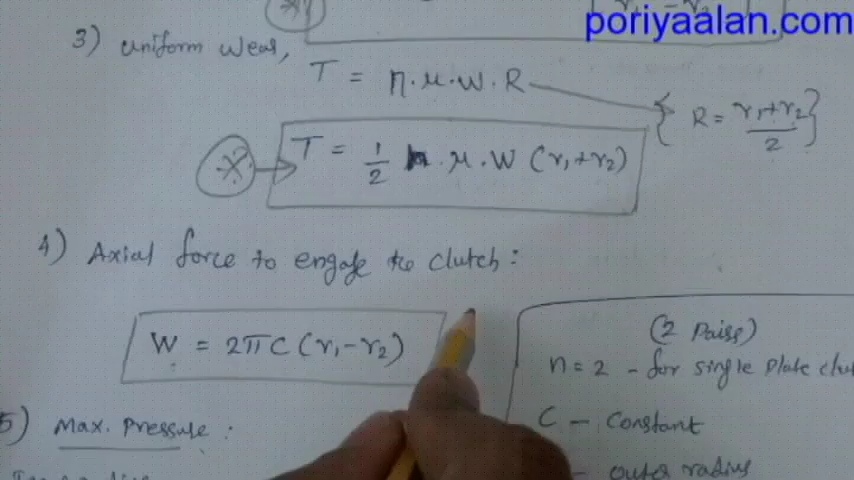 poriyaalan.com
3) Uniform Wear,
T = n.μ.W.R
{ R = r₁+r₂ / 2 }
T = 1/2 n.μ.W (r₁+r₂)
4) Axial force to engage the clutch:
W = 2πC (r₁-r₂)
(2 Pairs)
n = 2 - for single plate clu
C - Constant
- outer radius
5) Max. Pressure: